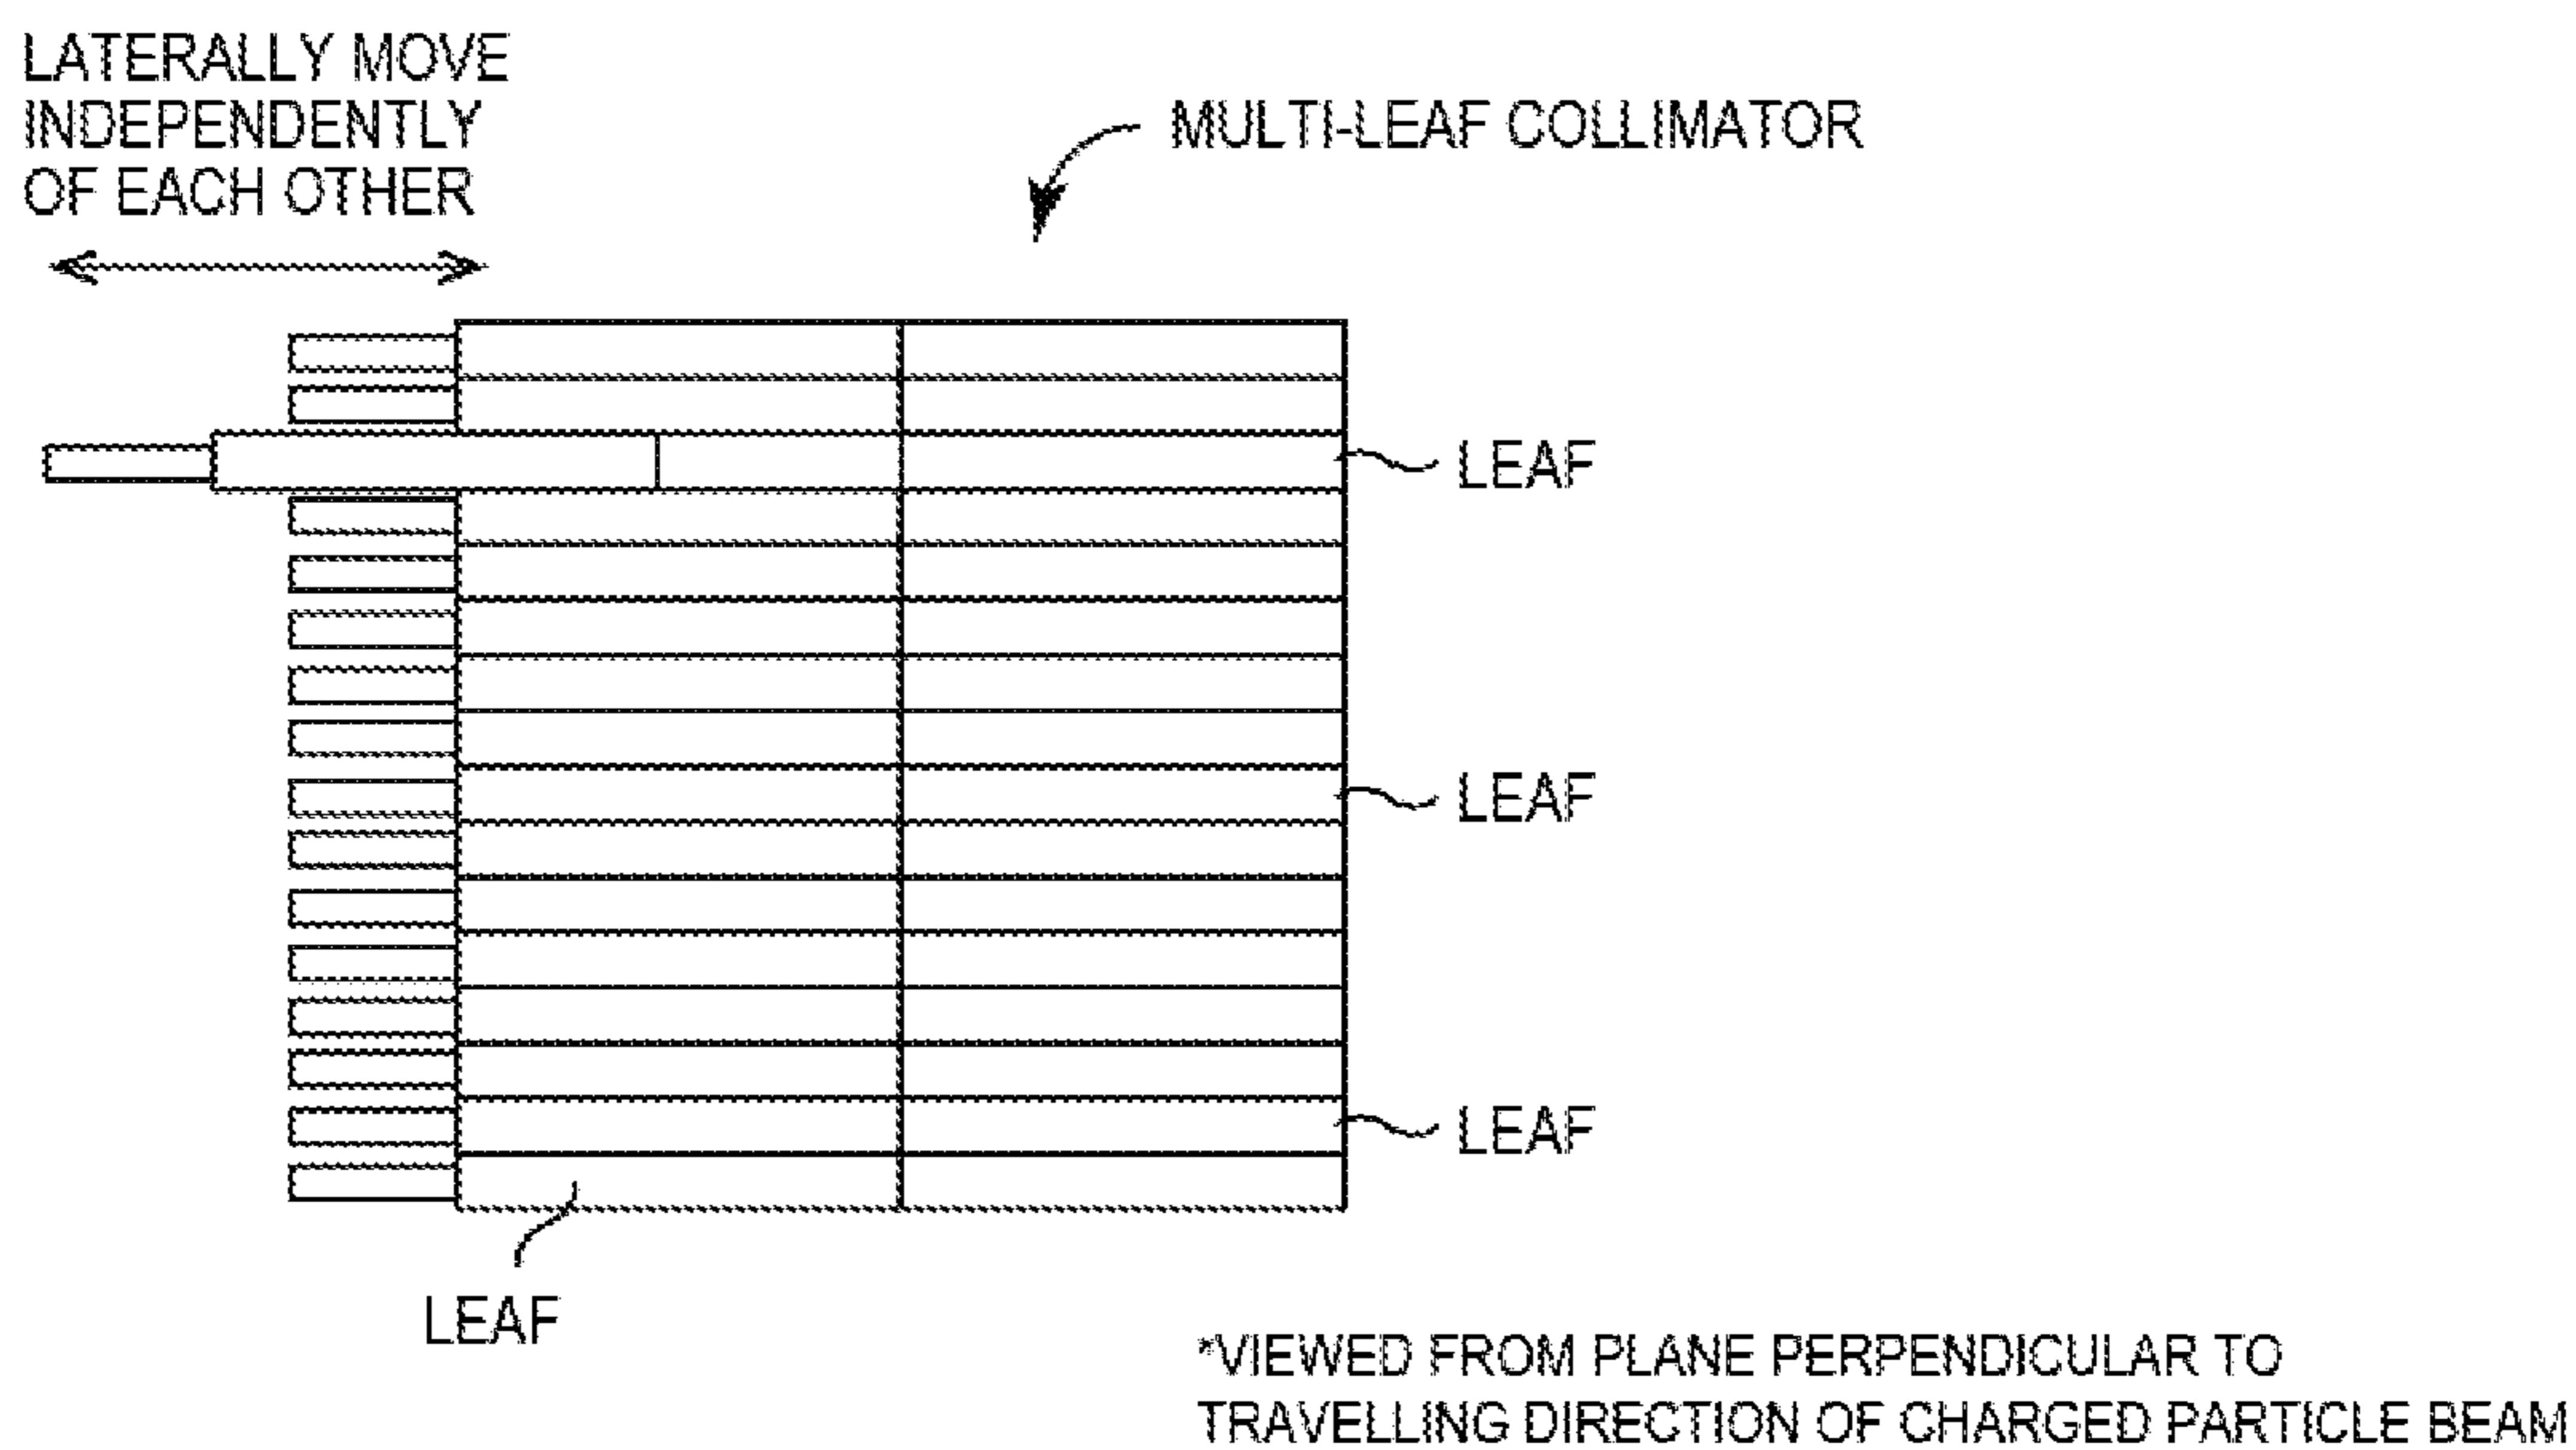 LATERALLY MOVE
INDEPENDENTLY
OF EACH OTHER
MULTI-LEAF COLLIMATOR
LEAF
LEAF
LEAF
LEAF
*VIEWED FROM PLANE PERPENDICULAR TO
TRAVELLING DIRECTION OF CHARGED PARTICLE BEAM